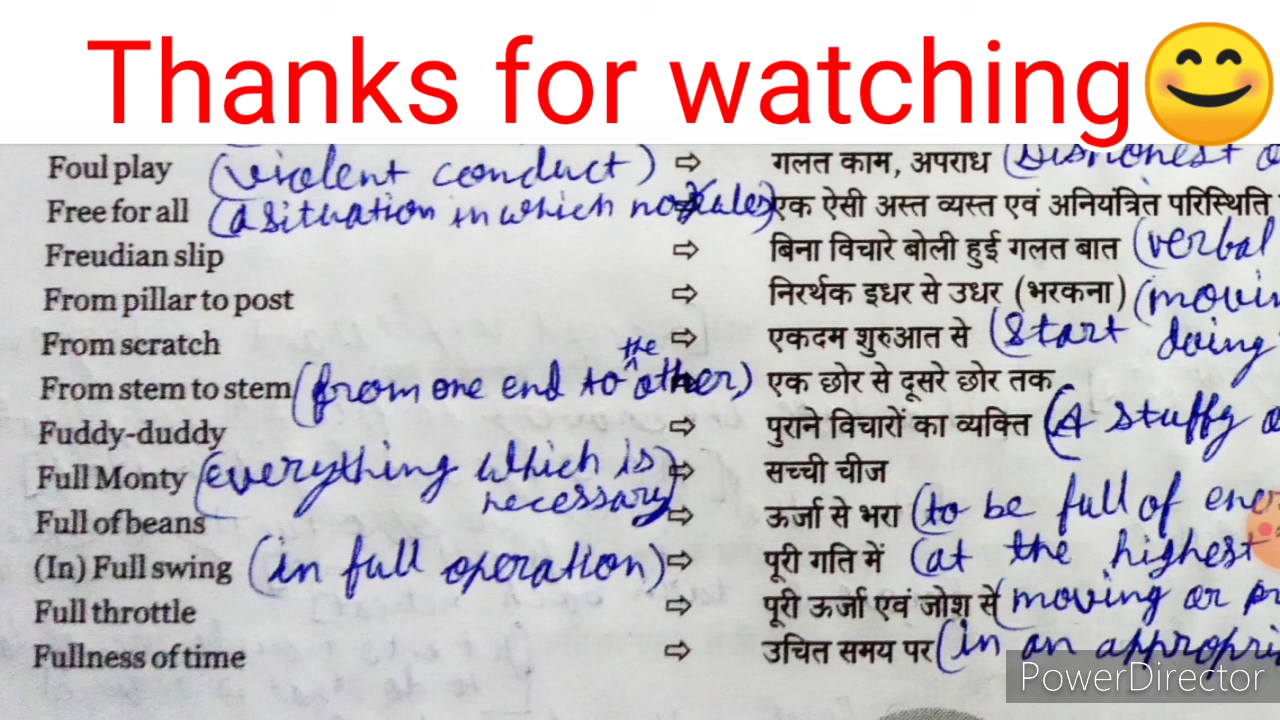 Thanks for watching😊
Foul play (violent conduct) ⇨ गलत काम, अपराध (Dishonest
Free for all (a situation in which no rules) एक ऐसी अस्त व्यस्त एवं अनियंत्रित परिस्थिति
Freudian slip ⇨ बिना विचारे बोली हुई गलत बात (verbal
From pillar to post ⇨ निरर्थक इधर से उधर (भरकना) (movin
From scratch ⇨ एकदम शुरुआत से (Start doing
From stem to stem (from one end to the other) एक छोर से दूसरे छोर तक
Fuddy-duddy ⇨ पुराने विचारों का व्यक्ति (A stuffy
Full Monty (everything which is necessary) ⇨ सच्ची चीज
Full of beans ⇨ ऊर्जा से भरा (to be full of ener
(In) Full swing (in full operation) ⇨ पूरी गति में (at the highest
Full throttle ⇨ पूरी ऊर्जा एवं जोश से (moving or pr
Fullness of time ⇨ उचित समय पर (in an appropri
PowerDirector